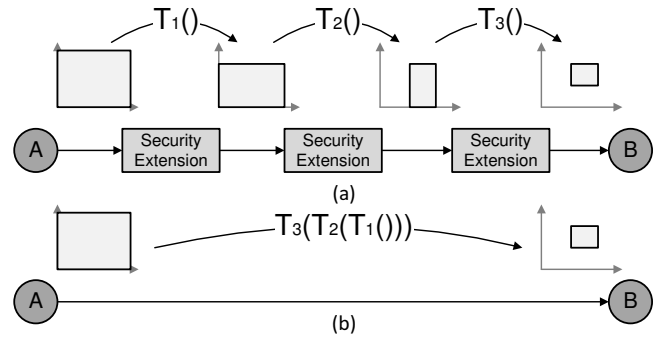 T1() T2() T3()
A Security Extension Security Extension Security Extension B
(a)
T3(T2(T1()))
A B
(b)